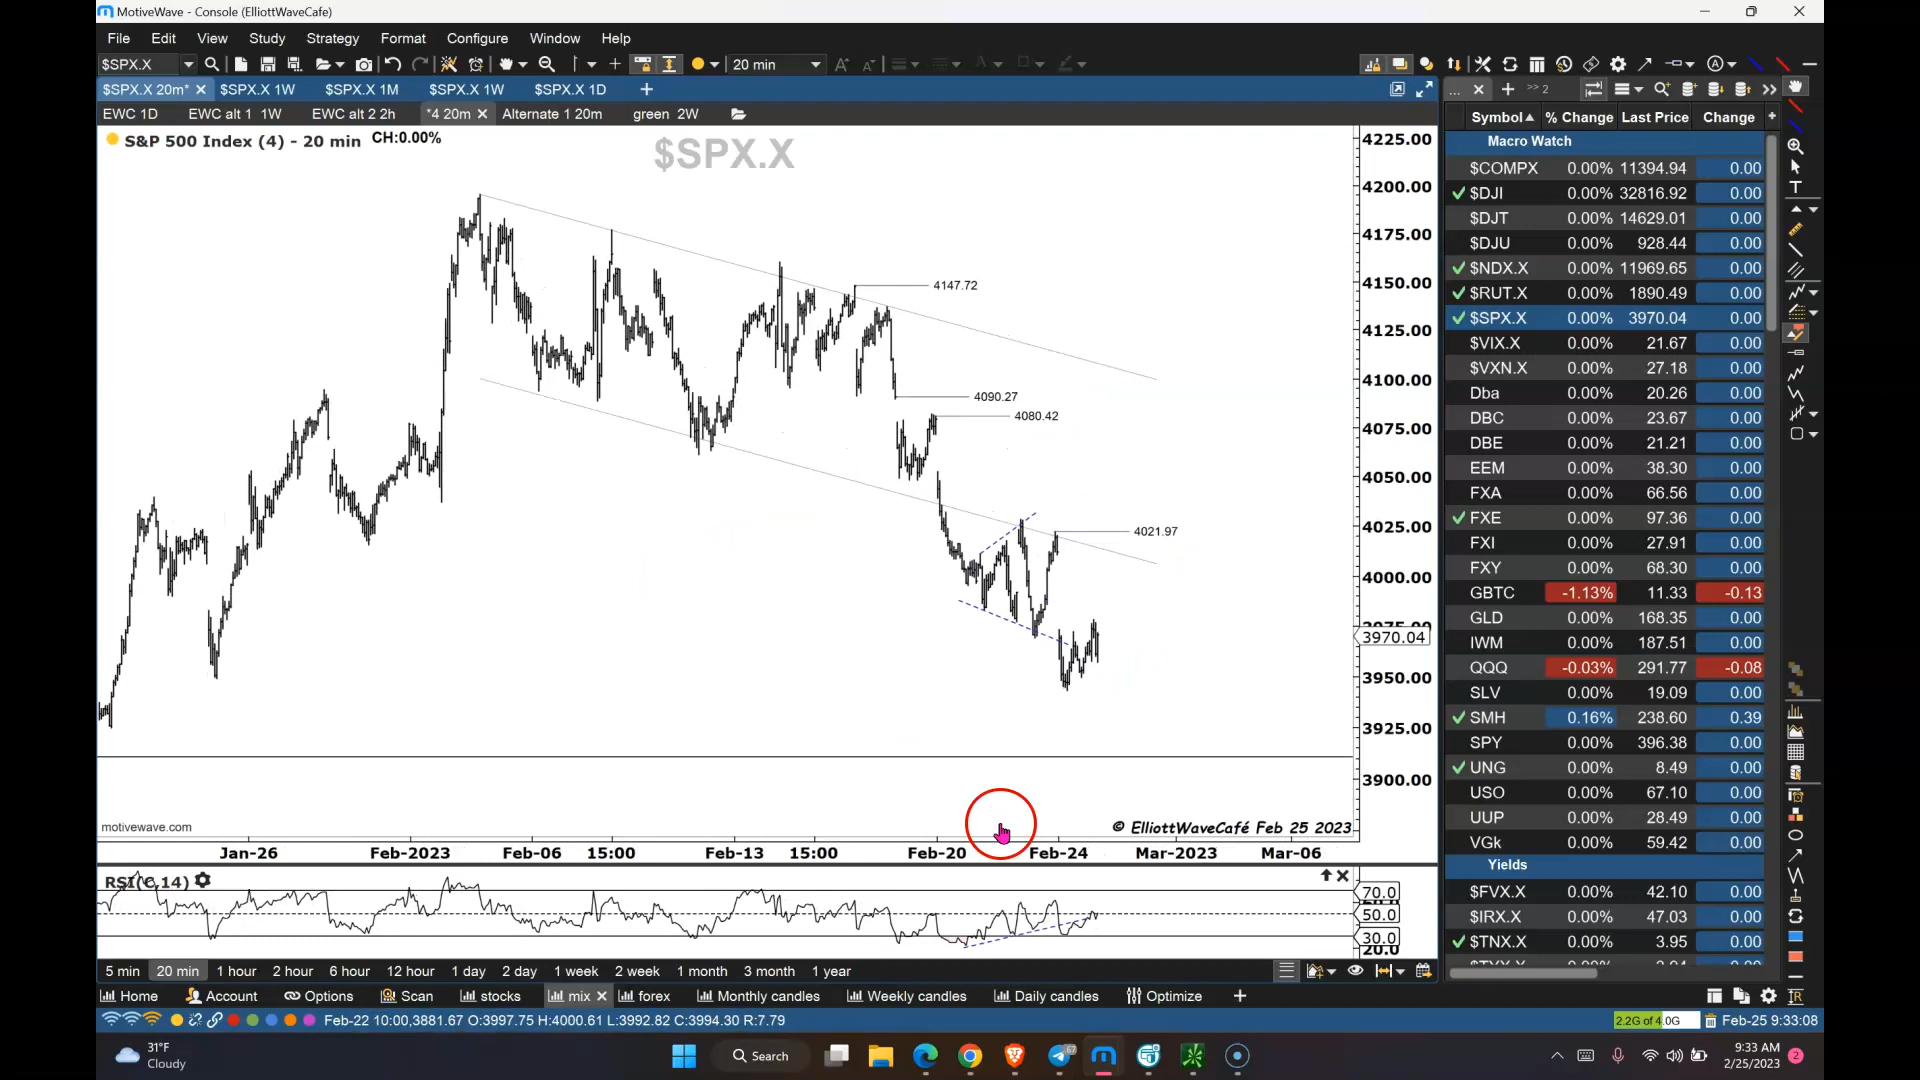 MotiveWave - Console (ElliottWaveCafe)
File Edit View Study Strategy Format Configure Window Help
$SPX.X 20 min
$SPX.X 20m* $SPX.X 1W $SPX.X 1M $SPX.X 1W $SPX.X 1D
EWC 1D EWC alt 1 1W EWC alt 2 2h *4 20m Alternate 1 20m green 2W
S&P 500 Index (4) - 20 min CH:0.00%
$SPX.X
4225.00
4200.00
4175.00
4150.00
4125.00
4100.00
4075.00
4050.00
4025.00
4000.00
3970.04
3950.00
3925.00
3900.00
4147.72
4090.27
4080.42
4021.97
motivewave.com
© ElliottWaveCafé Feb 25 2023
Jan-26 Feb-2023 Feb-06 15:00 Feb-13 15:00 Feb-20 Feb-24 Mar-2023 Mar-06
RSI(C,14)
70.0
50.0
30.0
20.0
5 min 20 min 1 hour 2 hour 6 hour 12 hour 1 day 2 day 1 week 2 week 1 month 3 month 1 year
Home Account Options Scan stocks mix forex Monthly candles Weekly candles Daily candles Optimize
Feb-22 10:00,3881.67 O:3997.75 H:4000.61 L:3992.82 C:3994.30 R:7.79
2.2G of 4.0G Feb-25 9:33:08
... >> 2
Symbol % Change Last Price Change
Macro Watch
$COMPX 0.00% 11394.94 0.00
$DJI 0.00% 32816.92 0.00
$DJT 0.00% 14629.01 0.00
$DJU 0.00% 928.44 0.00
$NDX.X 0.00% 11969.65 0.00
$RUT.X 0.00% 1890.49 0.00
$SPX.X 0.00% 3970.04 0.00
$VIX.X 0.00% 21.67 0.00
$VXN.X 0.00% 27.18 0.00
Dba 0.00% 20.26 0.00
DBC 0.00% 23.67 0.00
DBE 0.00% 21.21 0.00
EEM 0.00% 38.30 0.00
FXA 0.00% 66.56 0.00
FXE 0.00% 97.36 0.00
FXI 0.00% 27.91 0.00
FXY 0.00% 68.30 0.00
GBTC -1.13% 11.33 -0.13
GLD 0.00% 168.35 0.00
IWM 0.00% 187.51 0.00
QQQ -0.03% 291.77 -0.08
SLV 0.00% 19.09 0.00
SMH 0.16% 238.60 0.39
SPY 0.00% 396.38 0.00
UNG 0.00% 8.49 0.00
USO 0.00% 67.10 0.00
UUP 0.00% 28.49 0.00
VGk 0.00% 59.42 0.00
Yields
$FVX.X 0.00% 42.10 0.00
$IRX.X 0.00% 47.03 0.00
$TNX.X 0.00% 3.95 0.00
31°F
Cloudy
Search
67
9:33 AM
2/25/2023
2